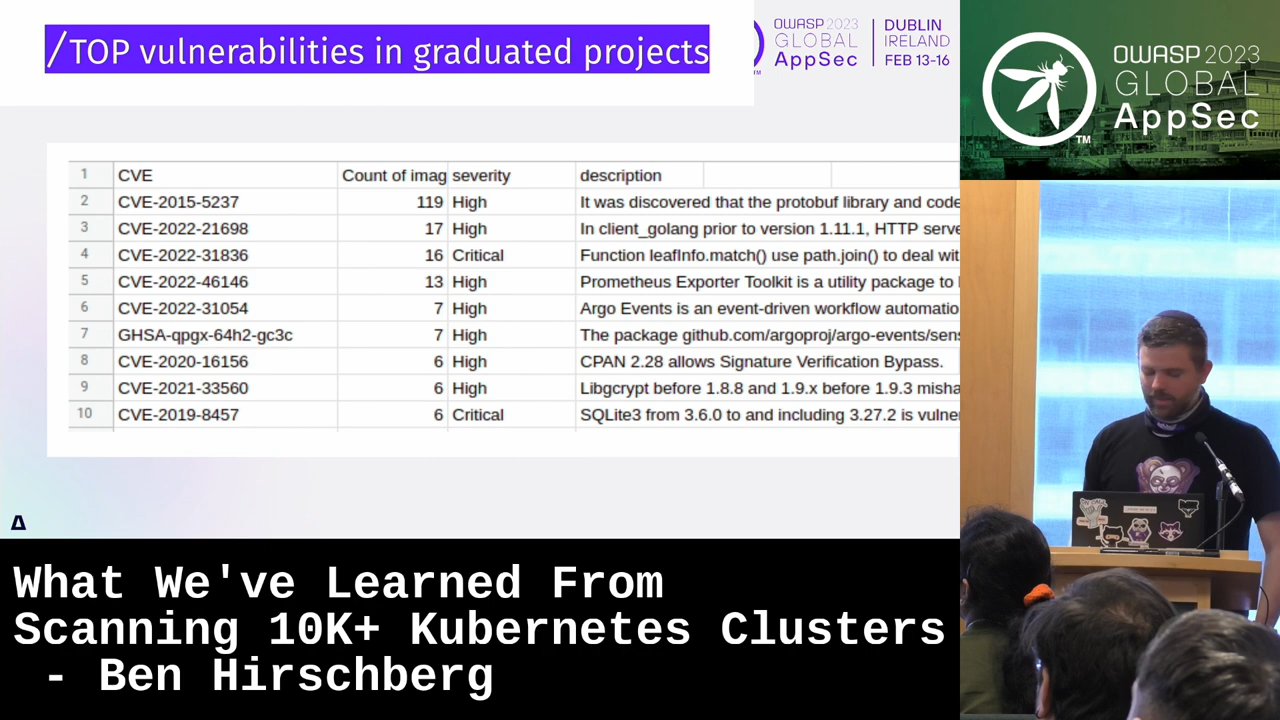 /TOP vulnerabilities in graduated projects
OWASP 2023
GLOBAL
AppSec
TM
DUBLIN
IRELAND
FEB 13-16
1 CVE Count of imag severity description
2 CVE-2015-5237 119 High It was discovered that the protobuf library and code
3 CVE-2022-21698 17 High In client_golang prior to version 1.11.1, HTTP serve
4 CVE-2022-31836 16 Critical Function leafInfo.match() use path.join() to deal wit
5 CVE-2022-46146 13 High Prometheus Exporter Toolkit is a utility package to
6 CVE-2022-31054 7 High Argo Events is an event-driven workflow automatio
7 GHSA-qpgx-64h2-gc3c 7 High The package github.com/argoproj/argo-events/sens
8 CVE-2020-16156 6 High CPAN 2.28 allows Signature Verification Bypass.
9 CVE-2021-33560 6 High Libgcrypt before 1.8.8 and 1.9.x before 1.9.3 misha
10 CVE-2019-8457 6 Critical SQLite3 from 3.6.0 to and including 3.27.2 is vulne
OWASP 2023
GLOBAL
AppSec
TM
What We've Learned From
Scanning 10K+ Kubernetes Clusters
- Ben Hirschberg